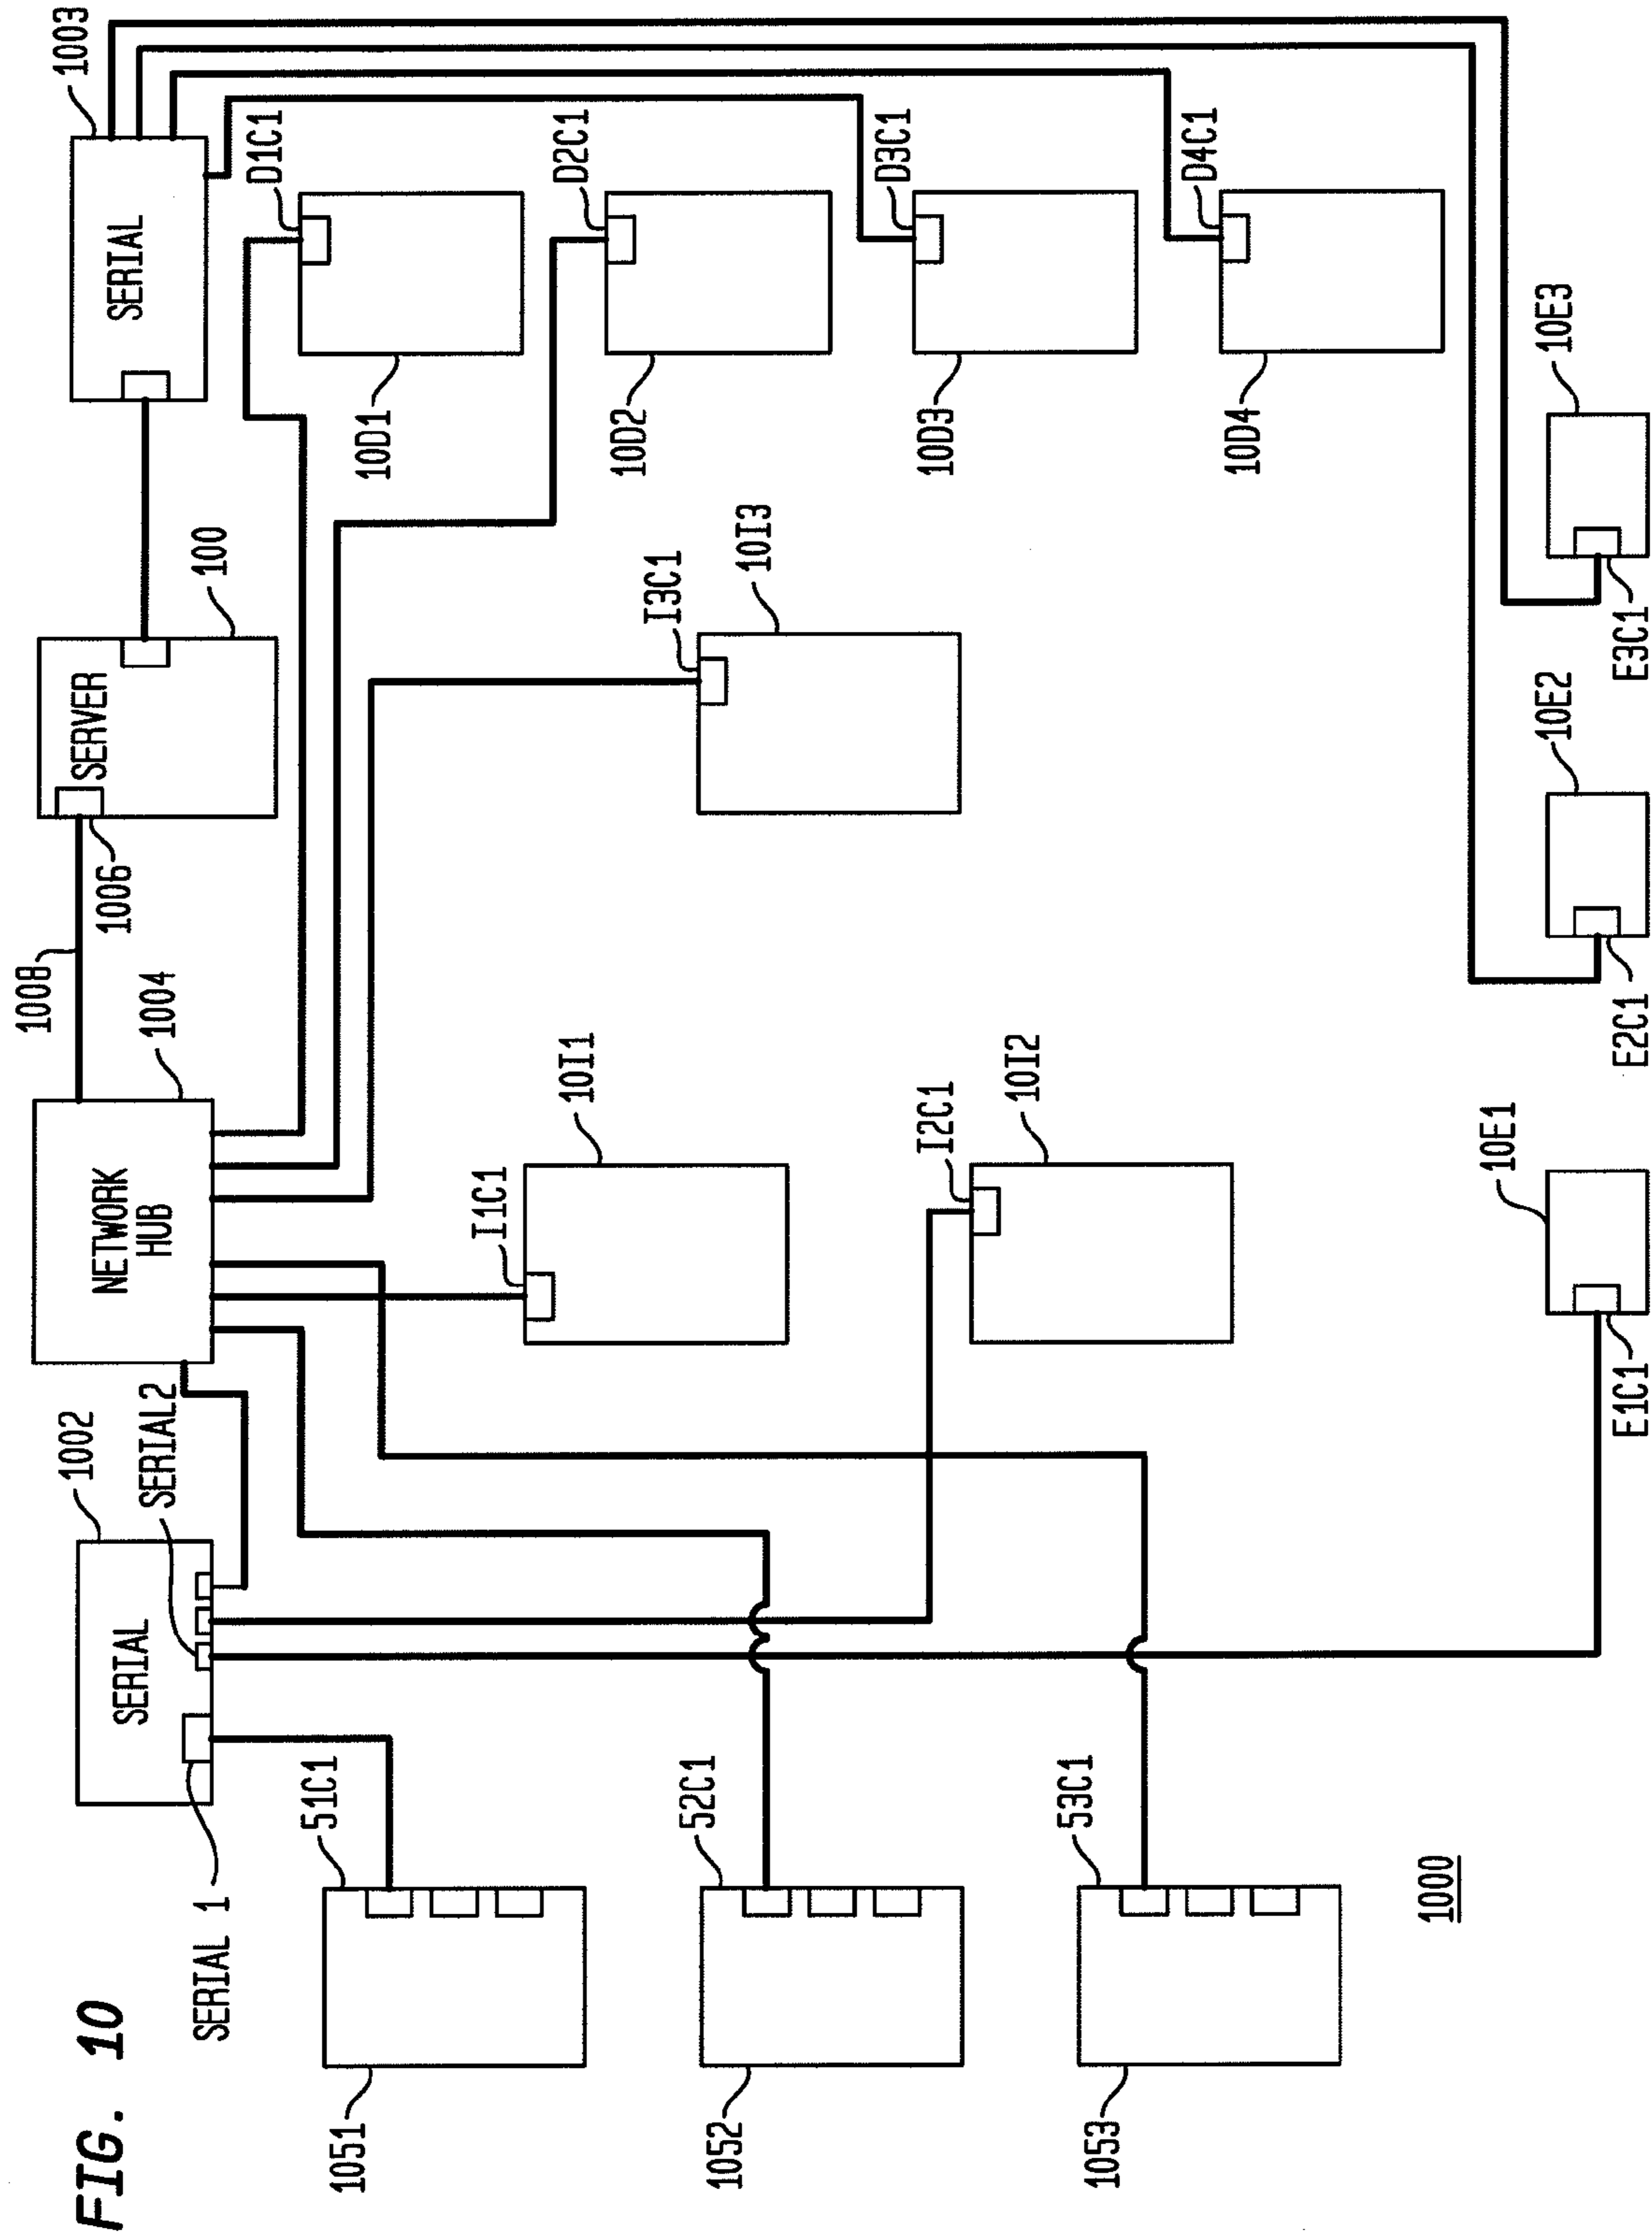 FIG. 10
SERIAL
1002
SERIAL 1
SERIAL2
NETWORK
HUB
1004
1008
SERVER
1006
100
SERIAL
1003
1051
51C1
1052
52C1
1053
53C1
10I1
I1C1
10I2
I2C1
10I3
I3C1
10D1
D1C1
10D2
D2C1
10D3
D3C1
10D4
D4C1
10E1
E1C1
10E2
E2C1
10E3
E3C1
1000